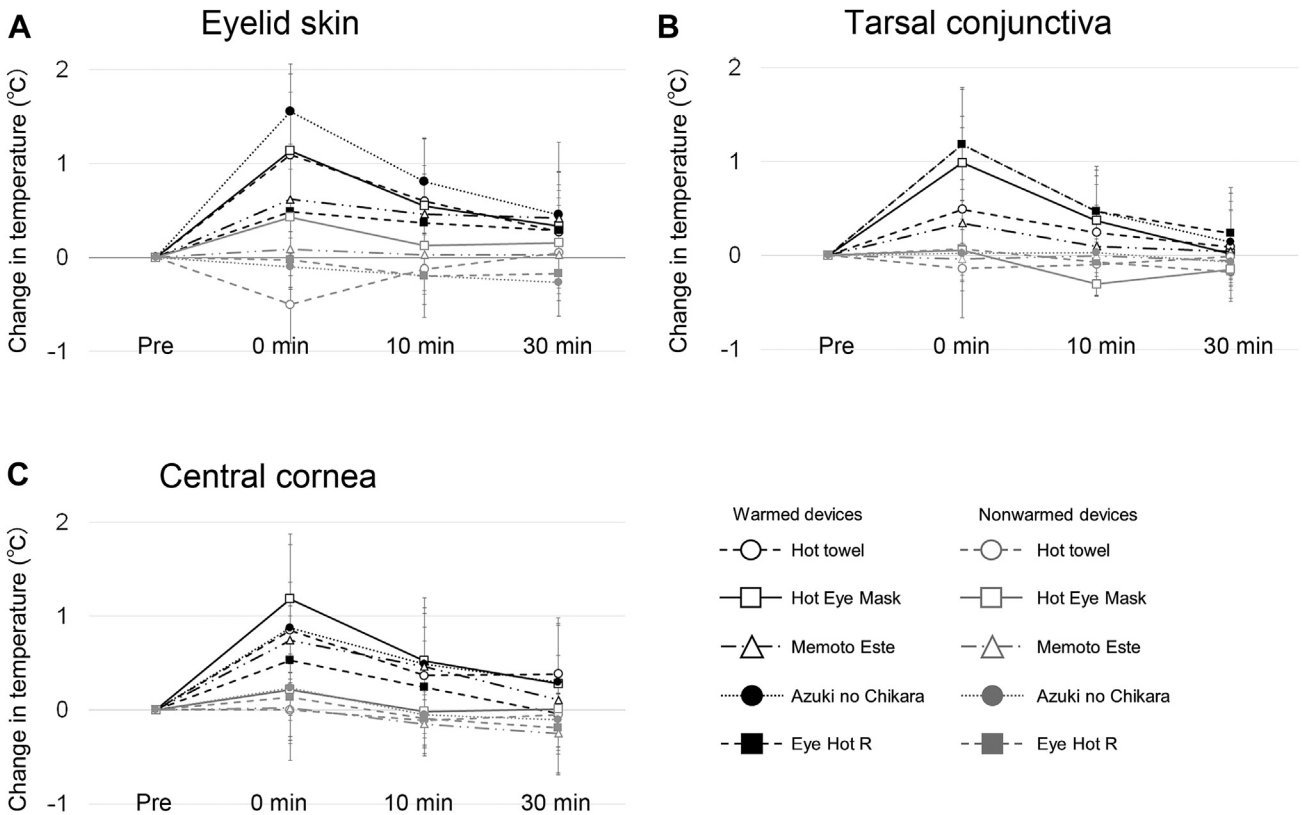 A
Eyelid skin
Change in temperature (℃)
2
1
0
-1
Pre
0 min
10 min
30 min
B
Tarsal conjunctiva
Change in temperature (℃)
2
1
0
-1
Pre
0 min
10 min
30 min
C
Central cornea
Change in temperature (℃)
2
1
0
-1
Pre
0 min
10 min
30 min
Warmed devices
Hot towel
Hot Eye Mask
Memoto Este
Azuki no Chikara
Eye Hot R
Nonwarmed devices
Hot towel
Hot Eye Mask
Memoto Este
Azuki no Chikara
Eye Hot R